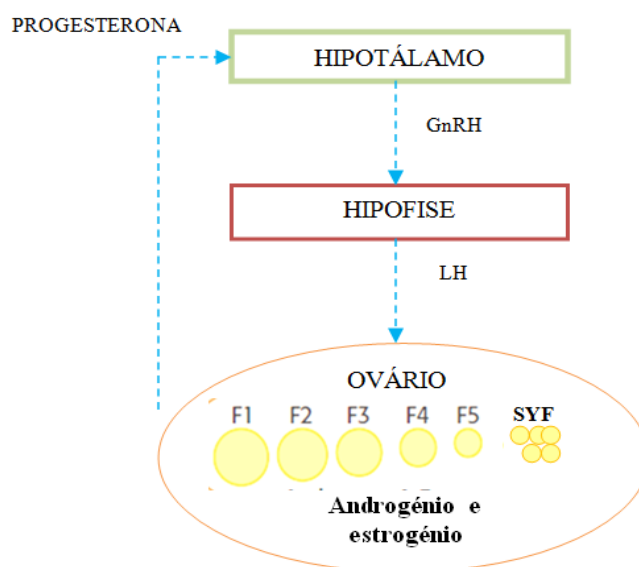 PROGESTERONA
HIPOTÁLAMO
GnRH
HIPOFISE
LH
OVÁRIO
F1 F2 F3 F4 F5 SYF
Androgénio e
estrogénio